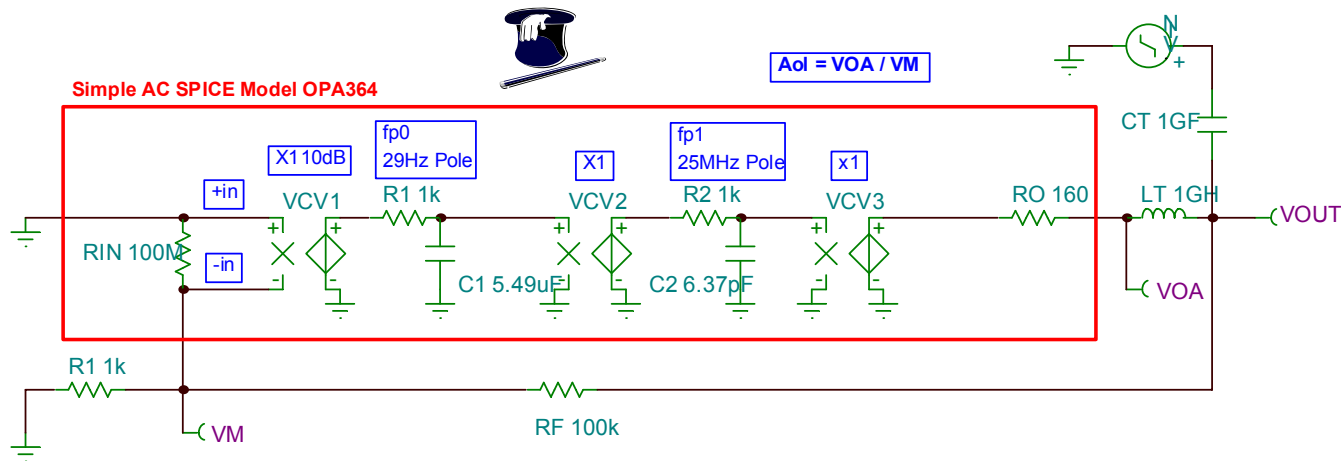 N
V
+
Aol = VOA / VM
Simple AC SPICE Model OPA364
CT 1GF
fp0
29Hz Pole
fp1
25MHz Pole
X110dB
X1
x1
+in
VCV1
R1 1k
VCV2
R2 1k
VCV3
RO 160
LT 1GH
VOUT
+ + + + + +
RIN 100M
-in
- - - - - -
C1 5.49uF
C2 6.37pF
VOA
R1 1k
RF 100k
VM